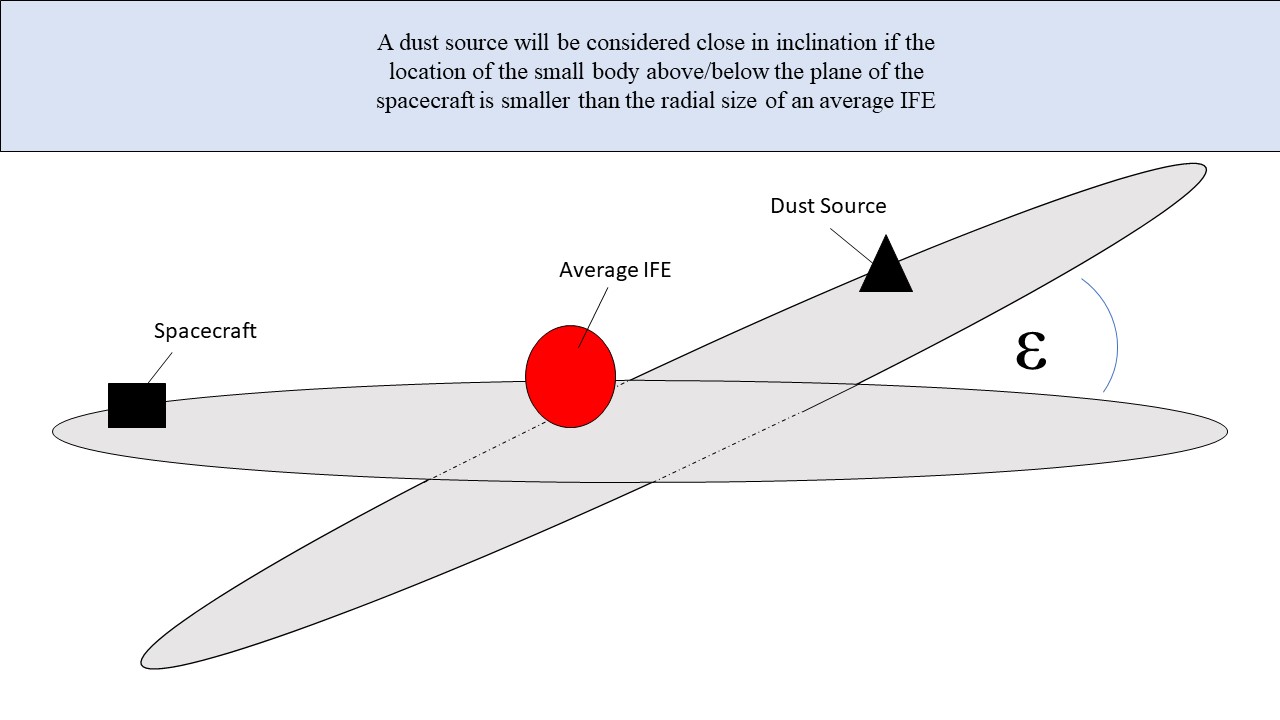 A dust source will be considered close in inclination if the
location of the small body above/below the plane of the
spacecraft is smaller than the radial size of an average IFE
Dust Source
Average IFE
Spacecraft
ε